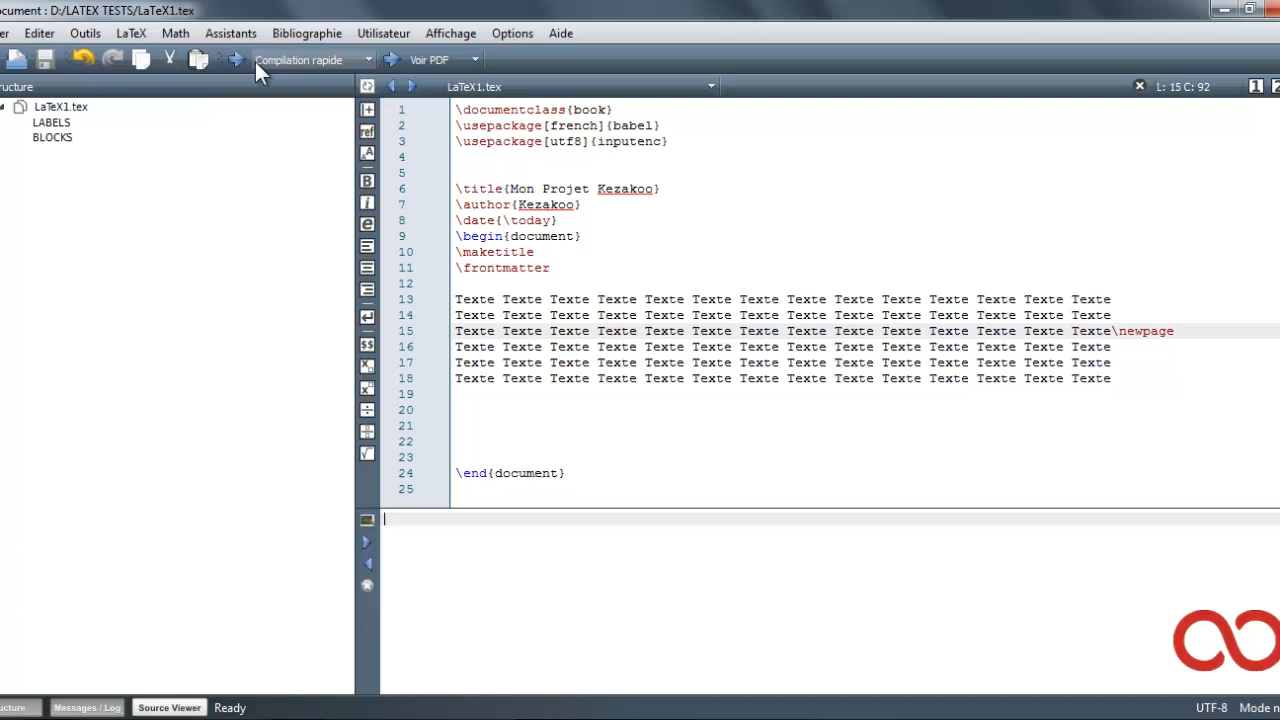 ocument : D:/LATEX TESTS/LaTeX1.tex
er Editer Outils LaTeX Math Assistants Bibliographie Utilisateur Affichage Options Aide
Compilation rapide Voir PDF
ructure LaTeX1.tex L: 15 C: 92 1 2
LaTeX1.tex
LABELS
BLOCKS
1 \documentclass{book}
2 \usepackage[french]{babel}
3 \usepackage[utf8]{inputenc}
4
5
6 \title{Mon Projet Kezakoo}
7 \author{Kezakoo}
8 \date{\today}
9 \begin{document}
10 \maketitle
11 \frontmatter
12
13 Texte Texte Texte Texte Texte Texte Texte Texte Texte Texte Texte Texte Texte Texte
14 Texte Texte Texte Texte Texte Texte Texte Texte Texte Texte Texte Texte Texte Texte
15 Texte Texte Texte Texte Texte Texte Texte Texte Texte Texte Texte Texte Texte Texte\newpage
16 Texte Texte Texte Texte Texte Texte Texte Texte Texte Texte Texte Texte Texte Texte
17 Texte Texte Texte Texte Texte Texte Texte Texte Texte Texte Texte Texte Texte Texte
18 Texte Texte Texte Texte Texte Texte Texte Texte Texte Texte Texte Texte Texte Texte
19
20
21
22
23
24 \end{document}
25
ref
B
i
e
$$
ucture Messages / Log Source Viewer Ready UTF-8 Mode n